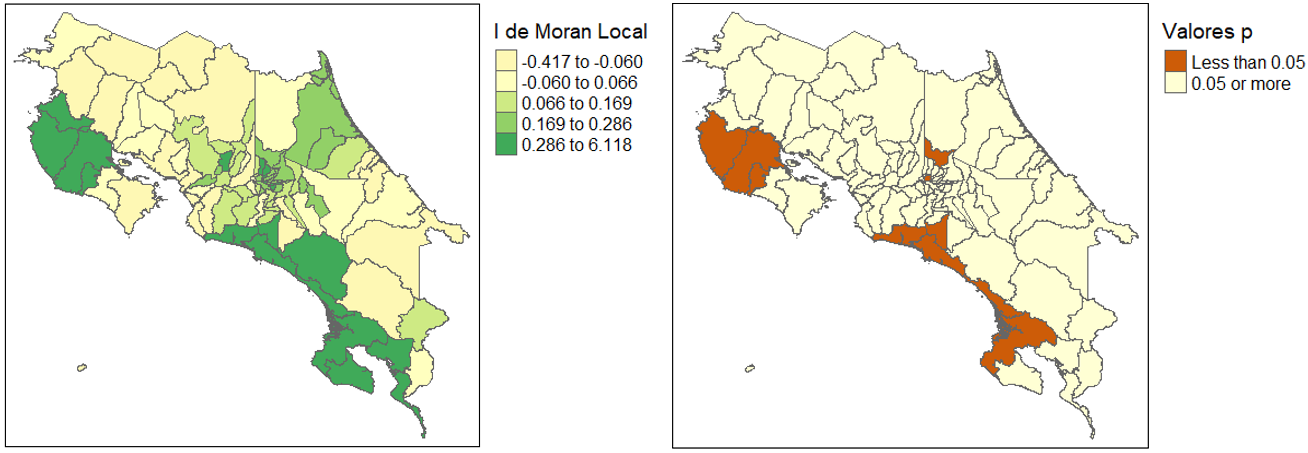 I de Moran Local
-0.417 to -0.060
-0.060 to 0.066
0.066 to 0.169
0.169 to 0.286
0.286 to 6.118
Valores p
Less than 0.05
0.05 or more